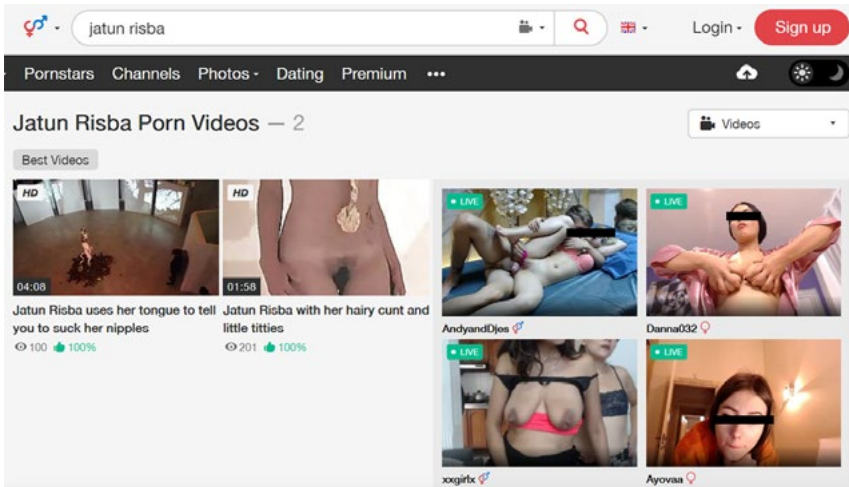 jatun risba
Login
Sign up
Pornstars Channels Photos Dating Premium •••
Jatun Risba Porn Videos — 2
Videos
Best Videos
HD
04:08
Jatun Risba uses her tongue to tell
you to suck her nipples
100 100%
HD
01:58
Jatun Risba with her hairy cunt and
little titties
201 100%
• LIVE
AndyandDjes
• LIVE
Danna032
• LIVE
xxgirlx
• LIVE
Ayovaa